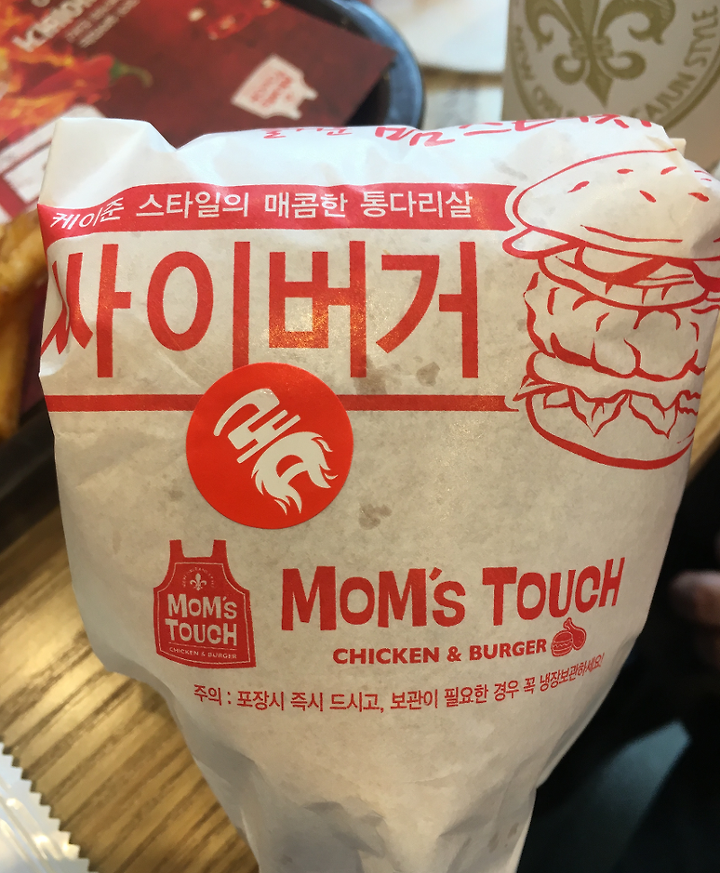 케이준 스타일의 매콤한 통다리살
싸이버거
매운
MOM'S TOUCH
CHICKEN & BURGER
MOM'S
TOUCH
CHICKEN & BURGER
주의 : 포장시 즉시 드시고, 보관이 필요한 경우 꼭 냉장보관하세요!
CAJUN STYLE